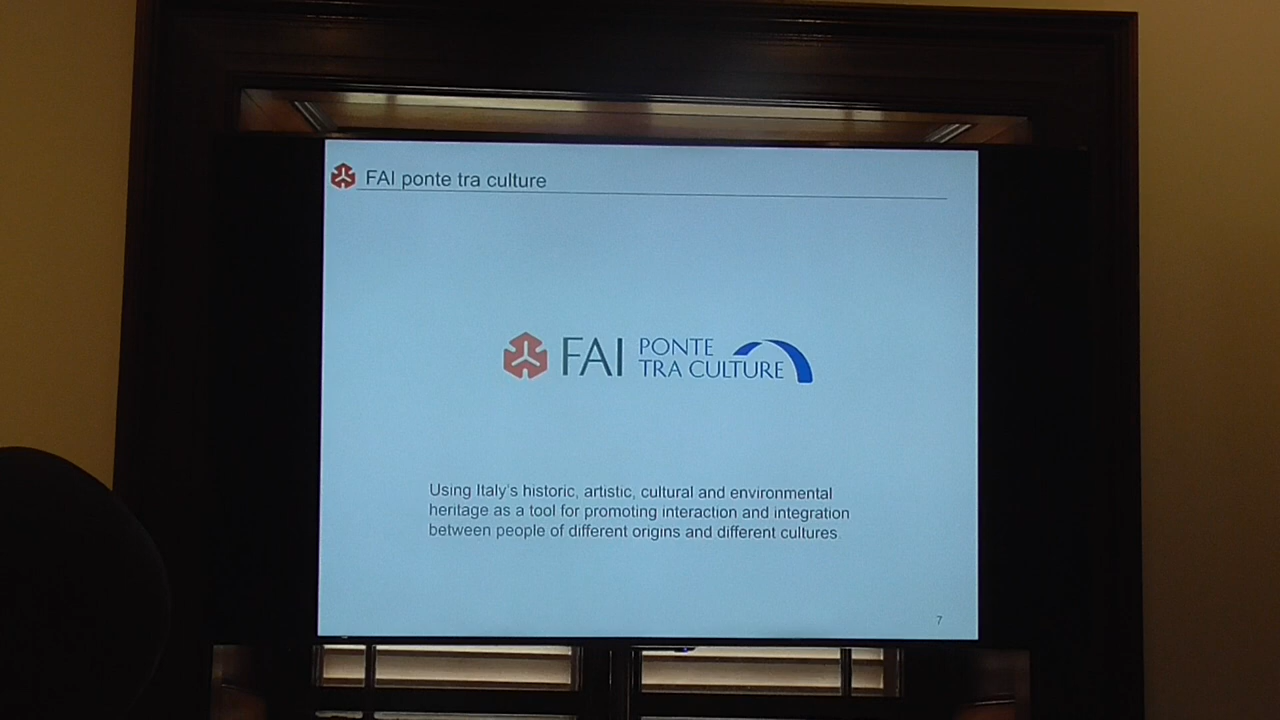 FAI ponte tra culture
FAI PONTE
TRA CULTURE
Using Italy's historic, artistic, cultural and environmental
heritage as a tool for promoting interaction and integration
between people of different origins and different cultures.
7